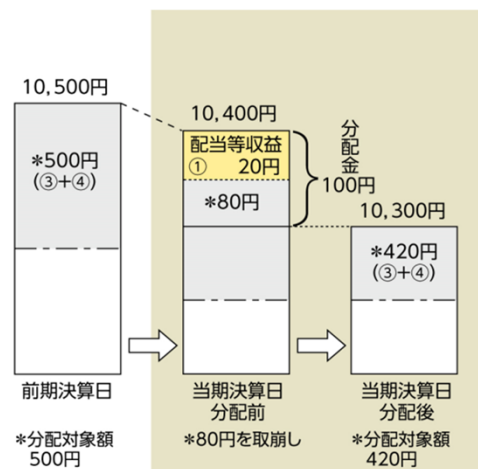 10,500円
*500円
(③+④)
前期決算日
*分配対象額
500円
10,400円
配当等収益
① 20円
*80円
分配金
100円
当期決算日
分配前
*80円を取崩し
10,300円
*420円
(③+④)
当期決算日
分配後
*分配対象額
420円